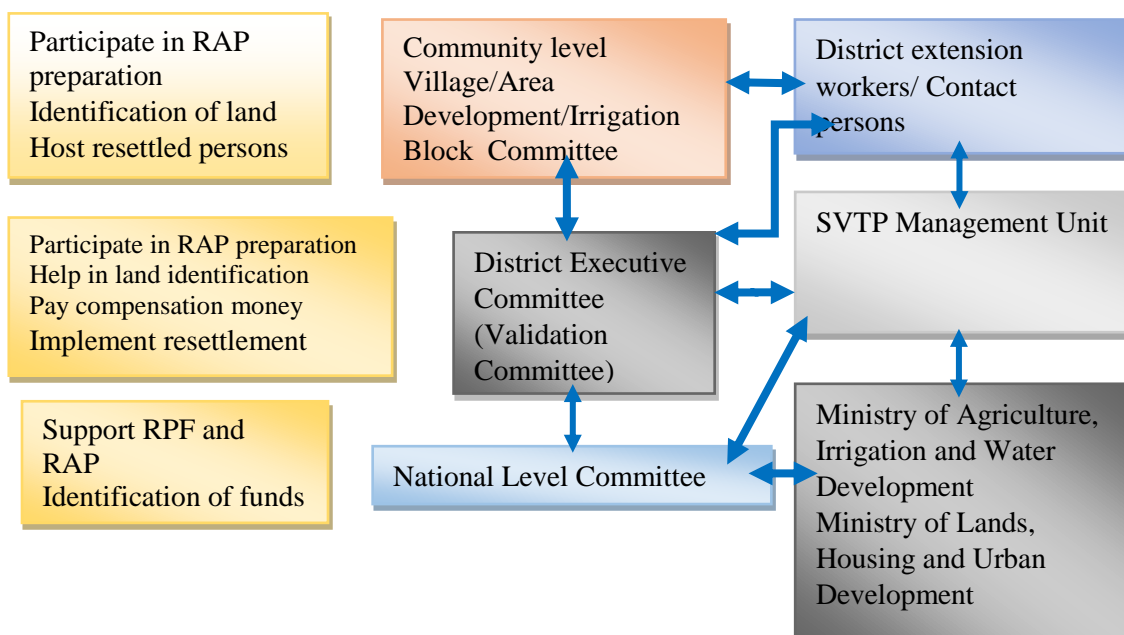 Participate in RAP
preparation
Identification of land
Host resettled persons
Community level
Village/Area
Development/Irrigation
Block Committee
District extension
workers/ Contact
persons
Participate in RAP preparation
Help in land identification
Pay compensation money
Implement resettlement
District Executive
Committee
(Validation
Committee)
SVTP Management Unit
Support RPF and
RAP
Identification of funds
National Level Committee
Ministry of Agriculture,
Irrigation and Water
Development
Ministry of Lands,
Housing and Urban
Development